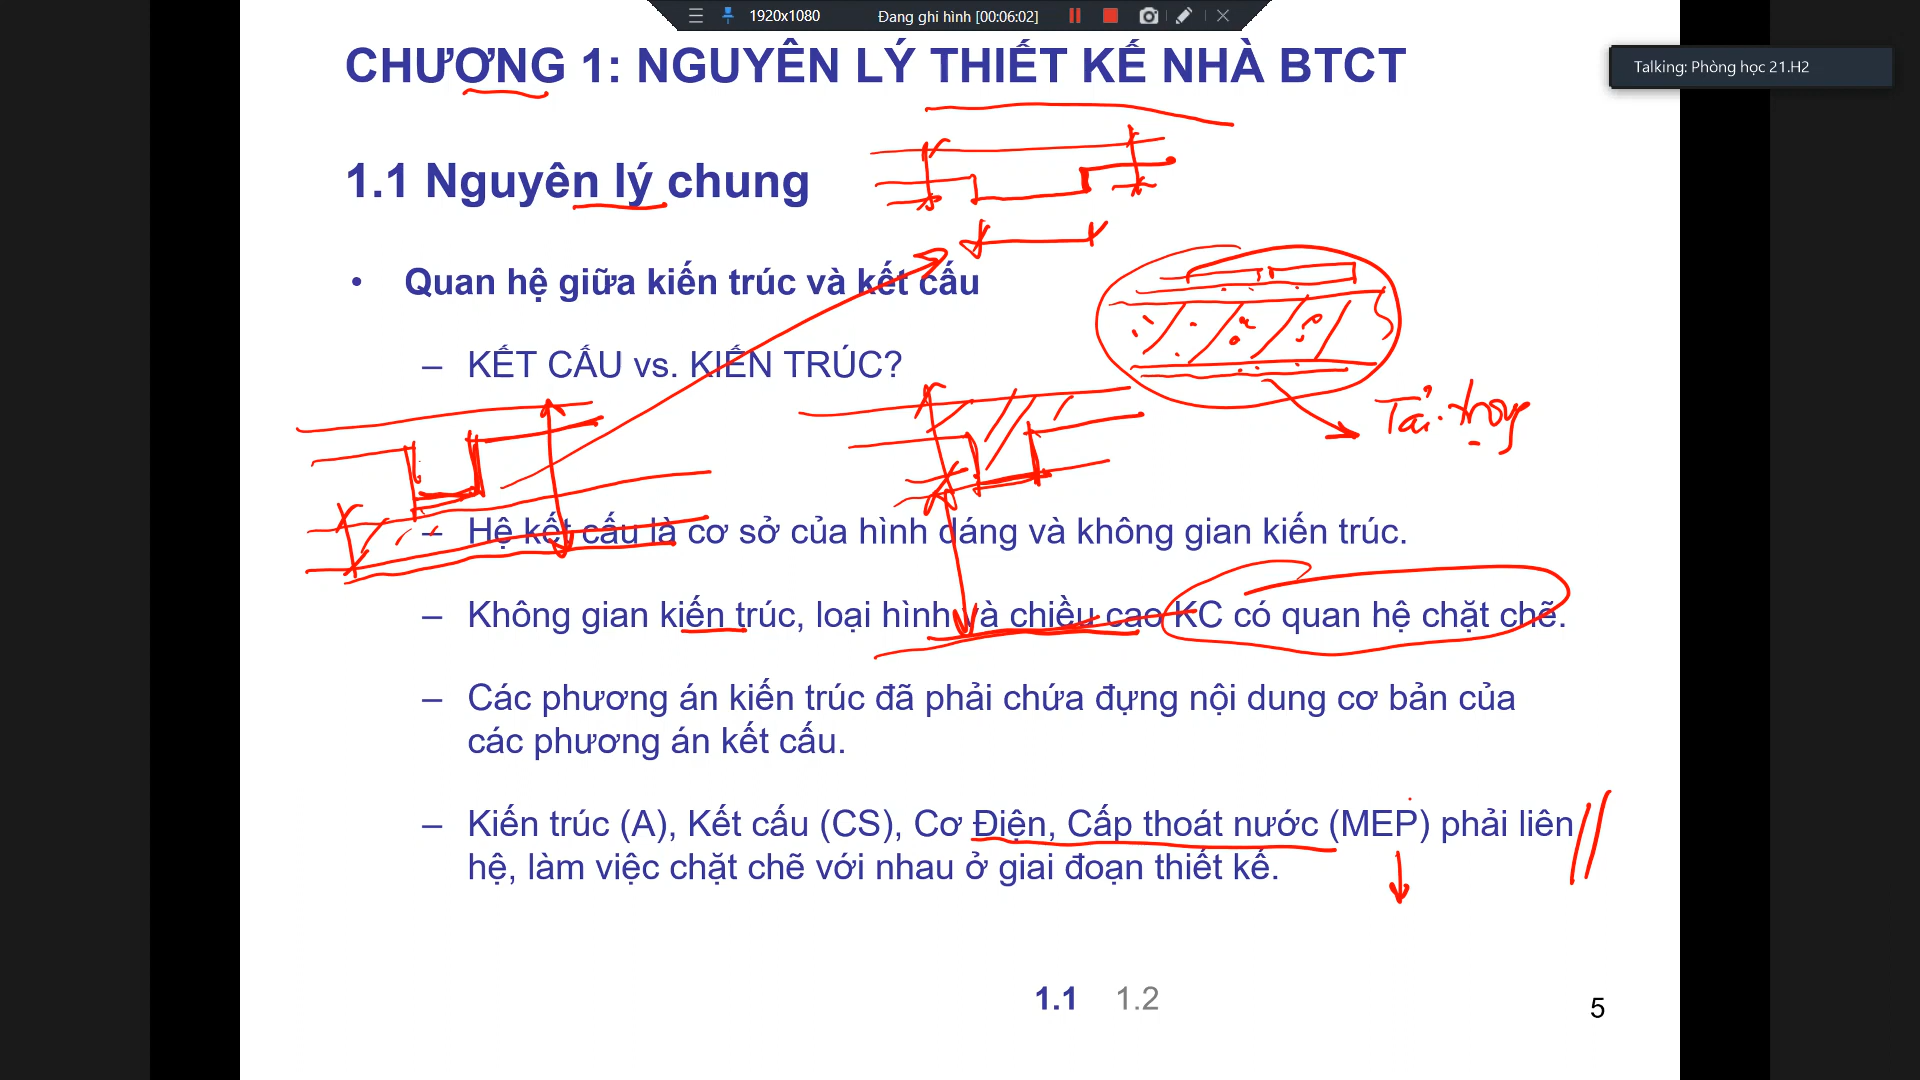 1920x1080 Đang ghi hình [00:06:02]
CHƯƠNG 1: NGUYÊN LÝ THIẾT KẾ NHÀ BTCT
Talking: Phòng học 21.H2
1.1 Nguyên lý chung
• Quan hệ giữa kiến trúc và kết cấu
– KẾT CẤU vs. KIẾN TRÚC?
Tải trọng
– Hệ kết cấu là cơ sở của hình dáng và không gian kiến trúc.
– Không gian kiến trúc, loại hình và chiều cao KC có quan hệ chặt chẽ.
– Các phương án kiến trúc đã phải chứa đựng nội dung cơ bản của
các phương án kết cấu.
– Kiến trúc (A), Kết cấu (CS), Cơ Điện, Cấp thoát nước (MEP) phải liên
hệ, làm việc chặt chẽ với nhau ở giai đoạn thiết kế.
1.1 1.2
5